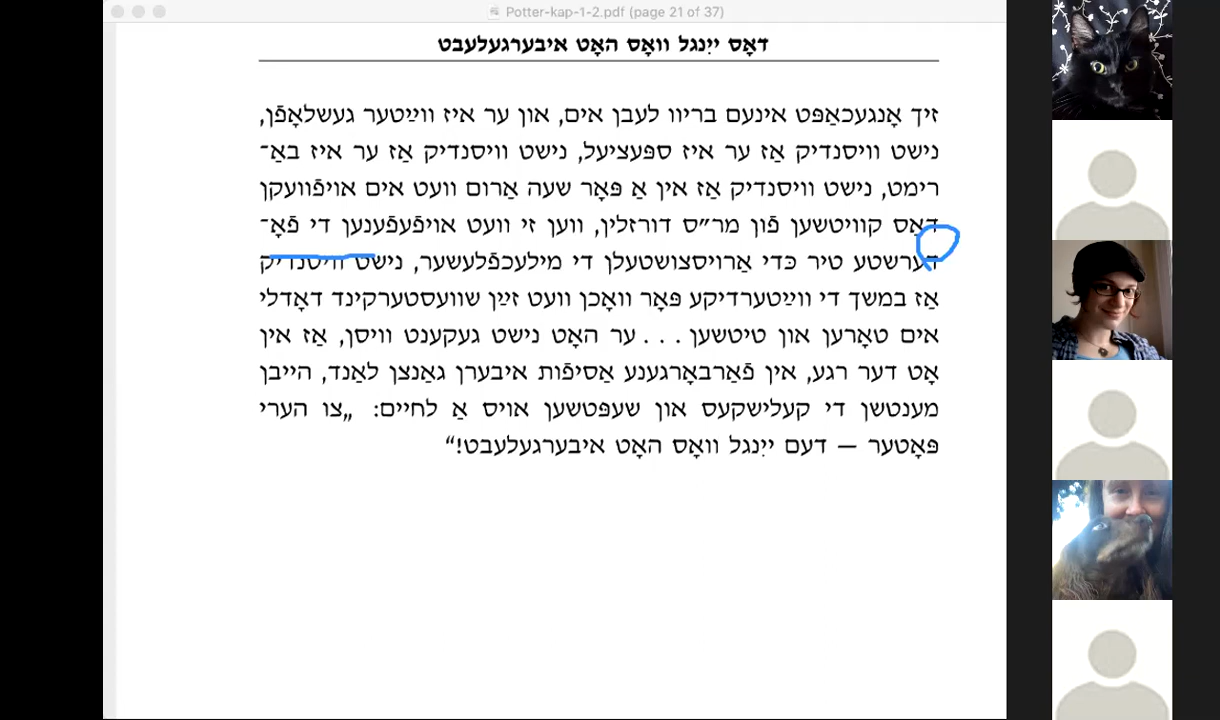 Potter-kap-1-2.pdf (page 21 of 37)
דאָס ייִנגל וואָס האָט איבערגעלעבט
זיך אָנגעכאַפּט אינעם בריוו לעבן אים, און ער איז ווײַטער געשלאָפֿן,
נישט וויסנדיק אַז ער איז ספּעציעל, נישט וויסנדיק אַז ער איז באַ־
רימט, נישט וויסנדיק אַז אין אַ פּאָר שעה אַרום וועט אים אויפֿוועקן
דאָס קוויטשען פֿון מר״ס דורזלין, ווען זי וועט אויפֿעפֿענען די פֿאָ־
דערשטע טיר כּדי אַרויסצושטעלן די מילעכפֿלעשער, נישט וויסנדיק
אַז במשך די ווײַטערדיקע פּאָר וואָכן וועט זײַן שוועסטערקינד דאָדלי
אים טאָרען און טיטשען . . . ער האָט נישט געקענט וויסן, אַז אין
אָט דער רגע, אין פֿאַרבאָרגענע אַסיפֿות איבערן גאַנצן לאַנד, הייבן
מענטשן די קעלישקעס און שעפּטשען אויס אַ לחיים: „צו הערי
פּאָטער — דעם ייִנגל וואָס האָט איבערגעלעבט!“